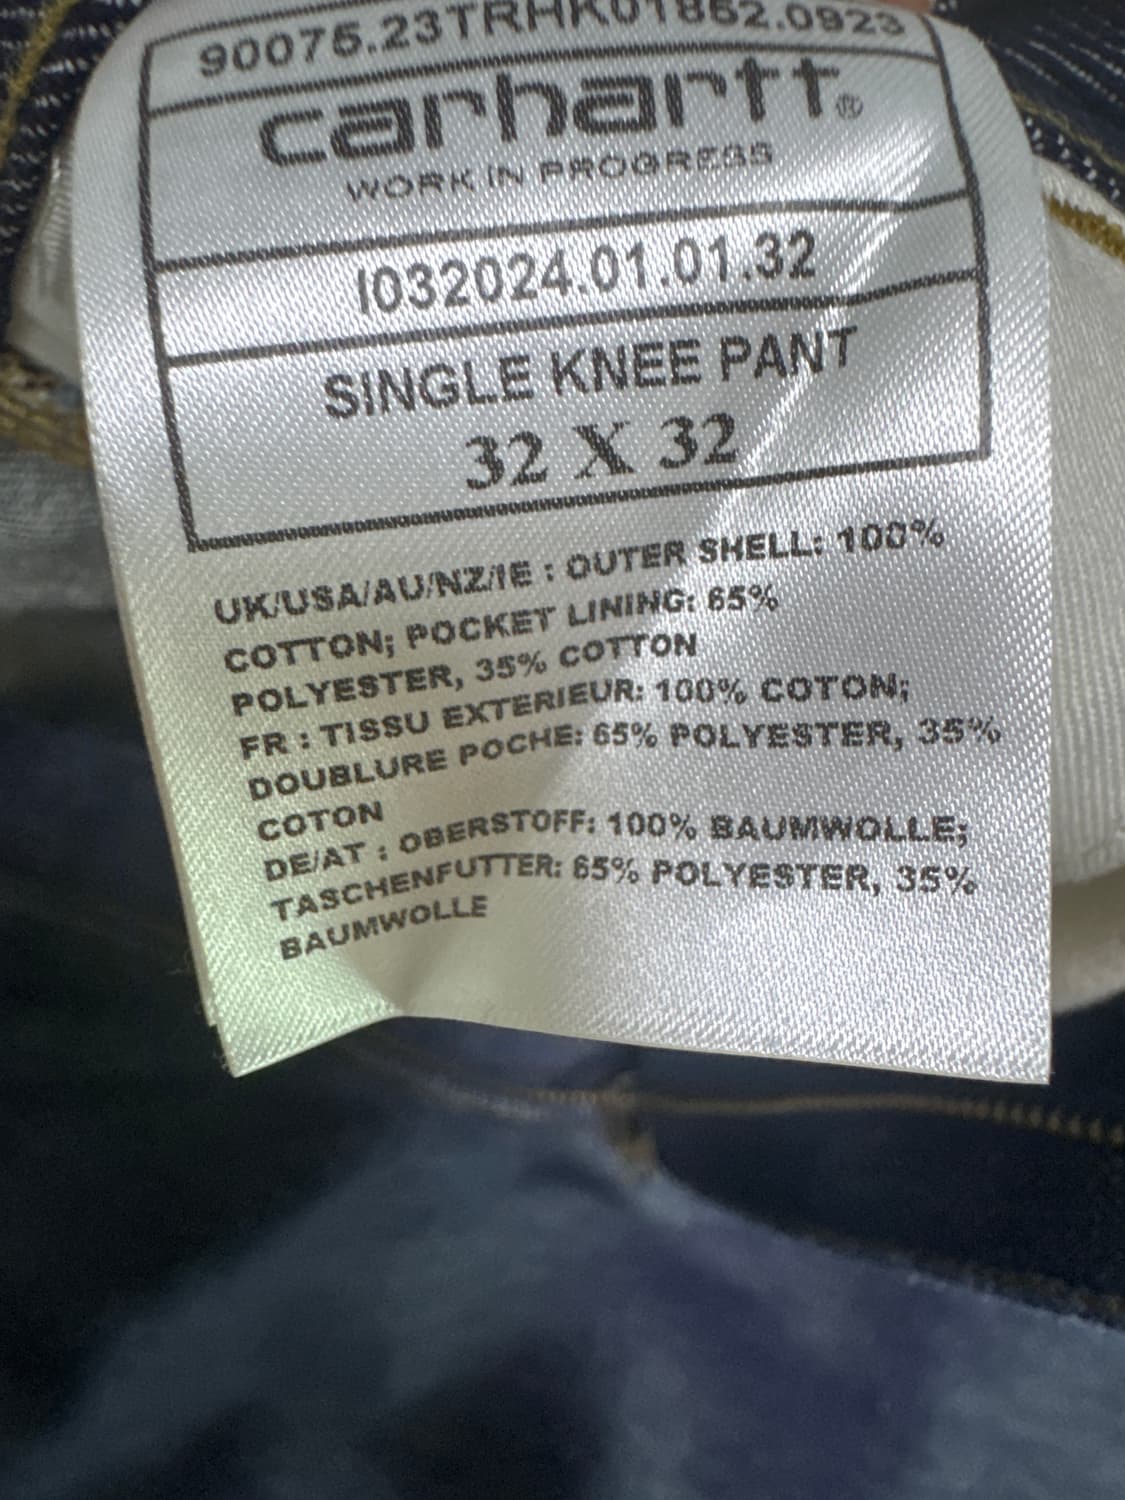 90075.23TRHK01862.0923
carhartt®
WORK IN PROGRESS
I032024.01.01.32
SINGLE KNEE PANT
32 X 32
UK/USA/AU/NZ/IE : OUTER SHELL: 100%
COTTON; POCKET LINING: 65%
POLYESTER, 35% COTTON
FR : TISSU EXTERIEUR: 100% COTON;
DOUBLURE POCHE: 65% POLYESTER, 35%
COTON
DE/AT : OBERSTOFF: 100% BAUMWOLLE;
TASCHENFUTTER: 65% POLYESTER, 35%
BAUMWOLLE